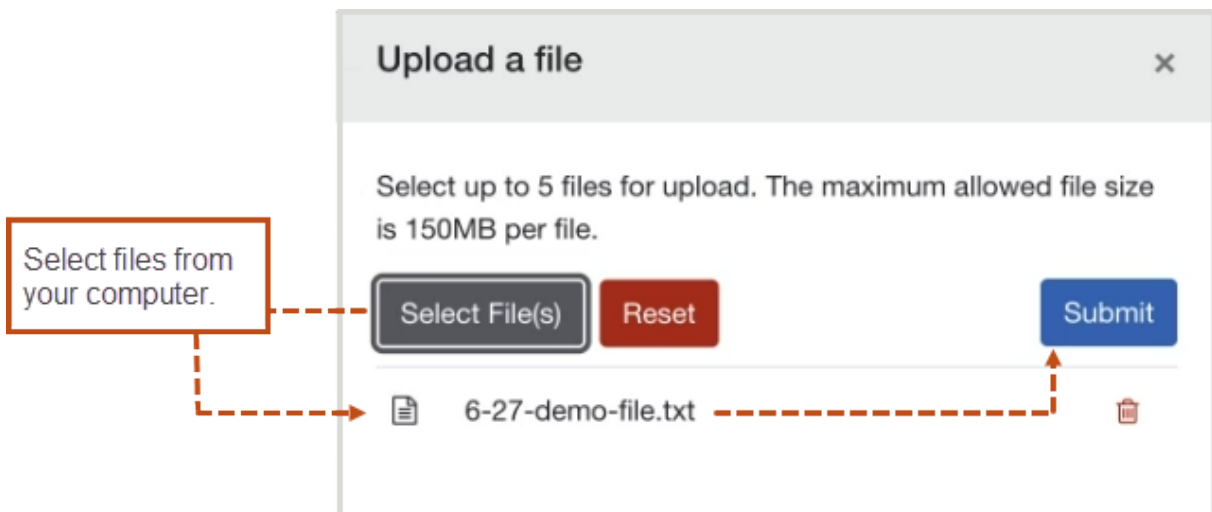 Upload a file
×
Select up to 5 files for upload. The maximum allowed file size
is 150MB per file.
Select files from
your computer.
Select File(s)
Reset
Submit
6-27-demo-file.txt